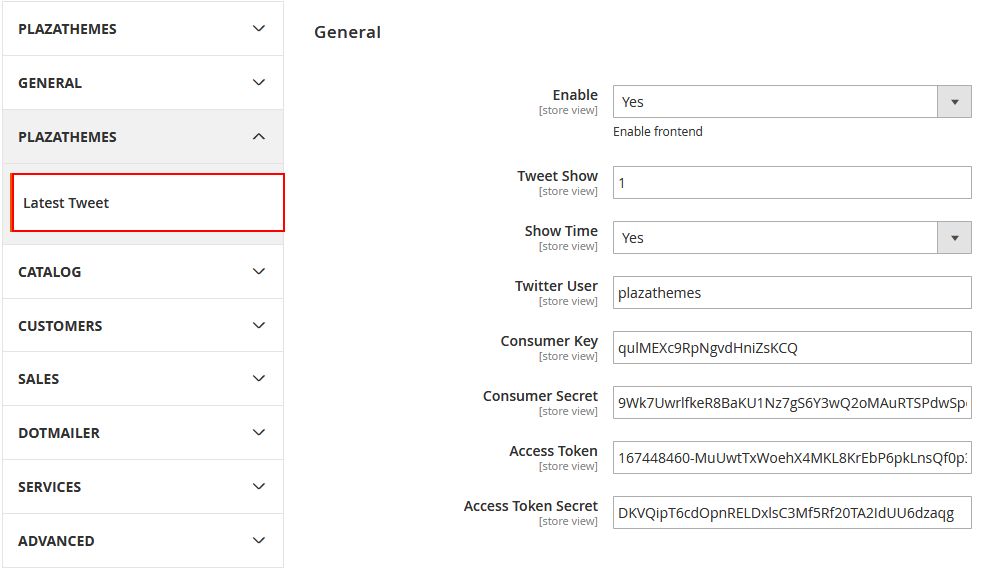 PLAZATHEMES
GENERAL
PLAZATHEMES
Latest Tweet
CATALOG
CUSTOMERS
SALES
DOTMAILER
SERVICES
ADVANCED
General
Enable
[store view]
Yes
Enable frontend
Tweet Show
[store view]
1
Show Time
[store view]
Yes
Twitter User
[store view]
plazathemes
Consumer Key
[store view]
qulMEXc9RpNgvdHniZsKCQ
Consumer Secret
[store view]
9Wk7UwrlfkeR8BaKU1Nz7gS6Y3wQ2oMAuRTSPdwSp
Access Token
[store view]
167448460-MuUwtTxWoehX4MKL8KrEbP6pkLnsQf0p
Access Token Secret
[store view]
DKVQipT6cdOpnRELDxlsC3Mf5Rf20TA2IdUU6dzaqg